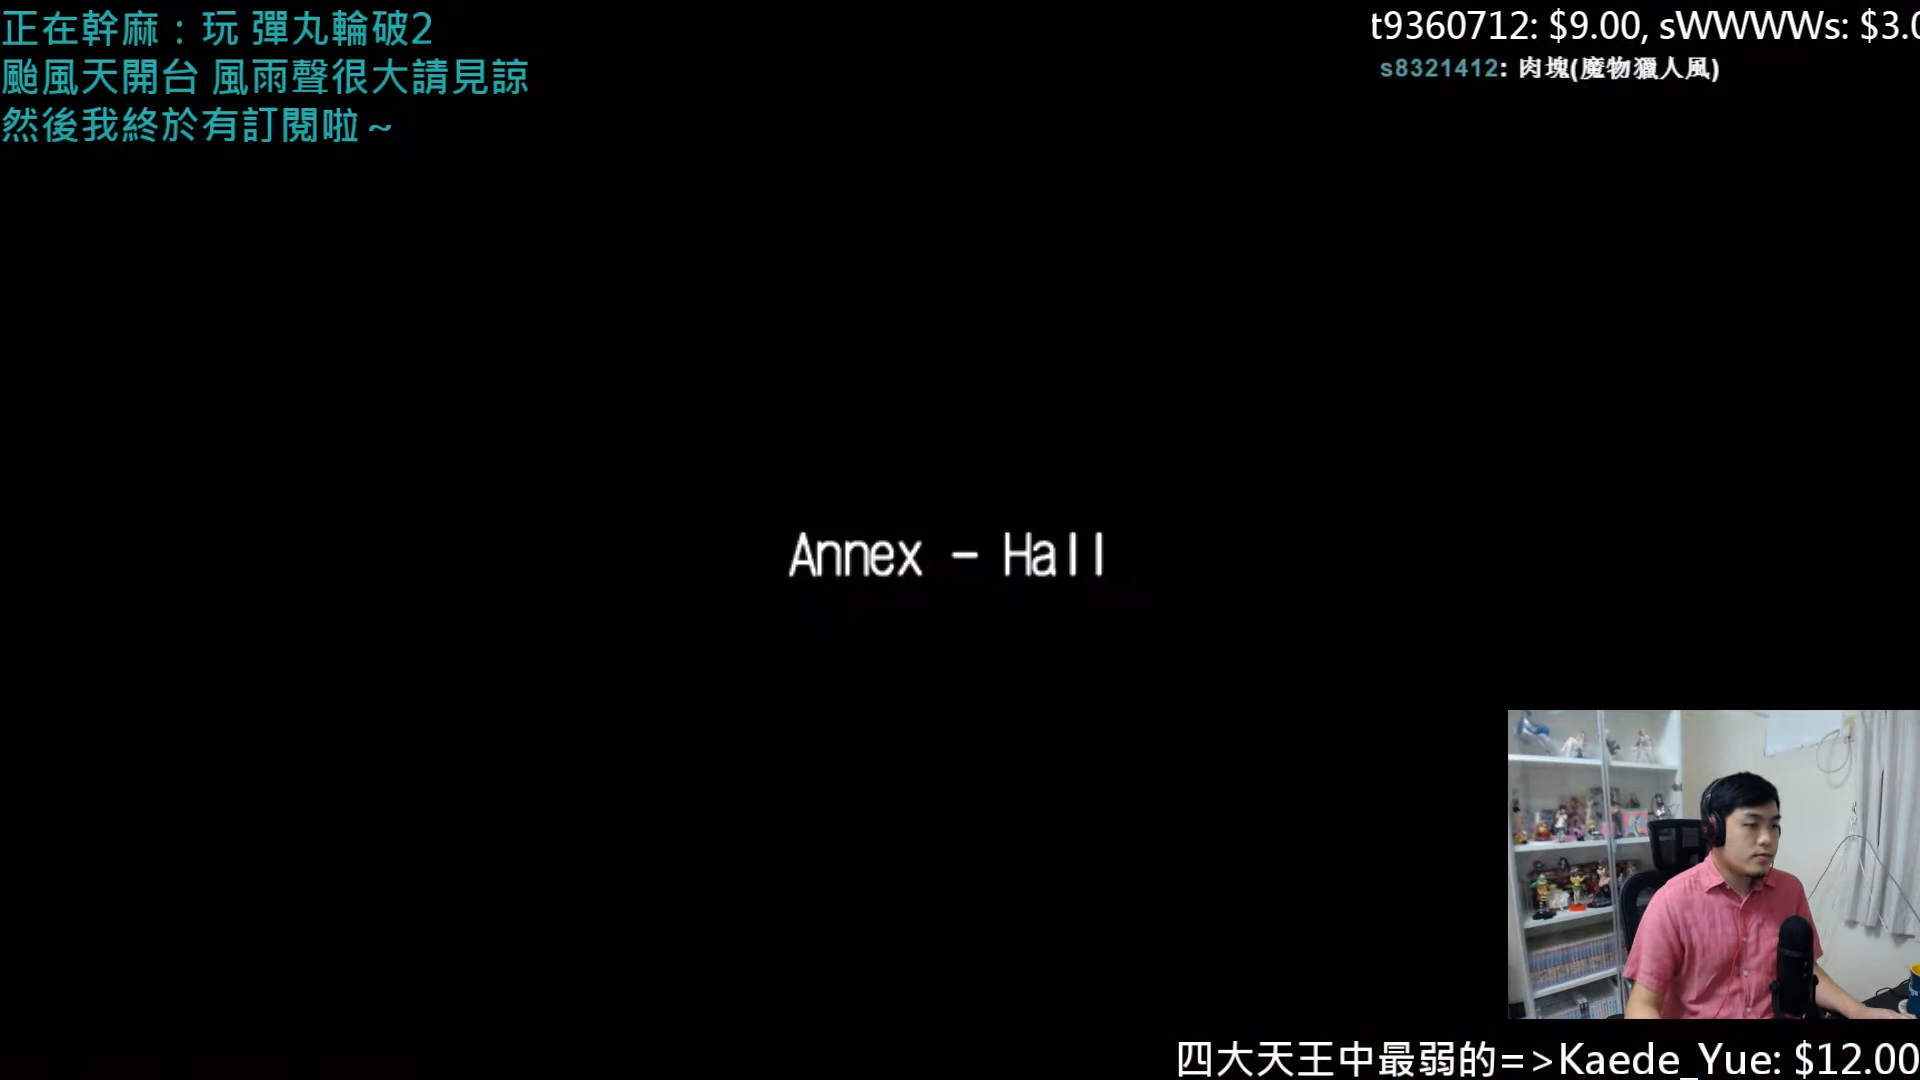 正在幹麻：玩 彈丸輪破2
颱風天開台 風雨聲很大請見諒
然後我終於有訂閱啦～
t9360712: $9.00, sWWWWs: $3.0
s8321412: 肉塊(魔物獵人風)
Annex - Hall
四大天王中最弱的=>Kaede_Yue: $12.00